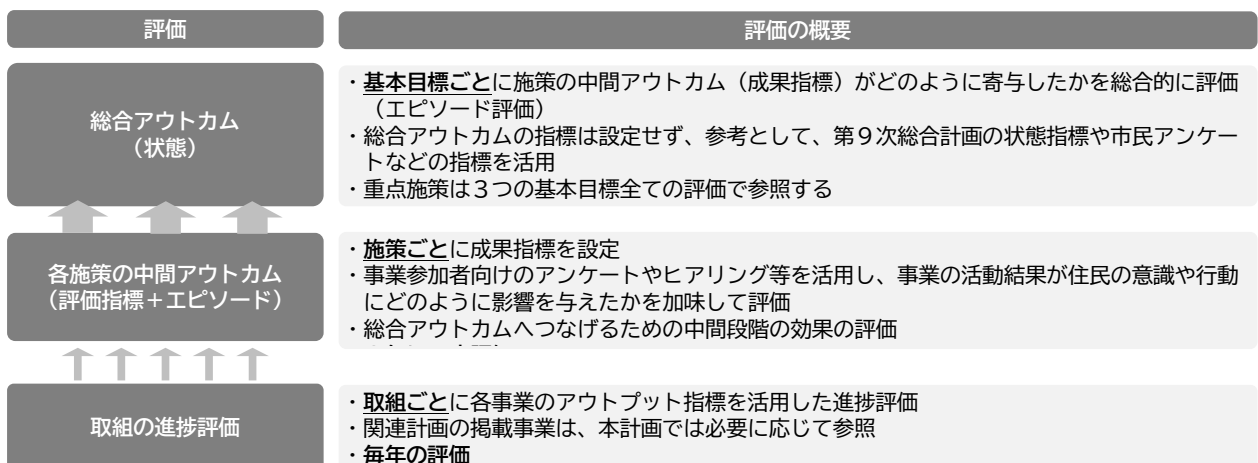 評価
評価の概要
総合アウトカム
（状態）
・基本目標ごとに施策の中間アウトカム（成果指標）がどのように寄与したかを総合的に評価
（エピソード評価）
・総合アウトカムの指標は設定せず、参考として、第９次総合計画の状態指標や市民アンケー
トなどの指標を活用
・重点施策は３つの基本目標全ての評価で参照する
各施策の中間アウトカム
（評価指標＋エピソード）
・施策ごとに成果指標を設定
・事業参加者向けのアンケートやヒアリング等を活用し、事業の活動結果が住民の意識や行動
にどのように影響を与えたかを加味して評価
・総合アウトカムへつなげるための中間段階の効果の評価
取組の進捗評価
・取組ごとに各事業のアウトプット指標を活用した進捗評価
・関連計画の掲載事業は、本計画では必要に応じて参照
・毎年の評価